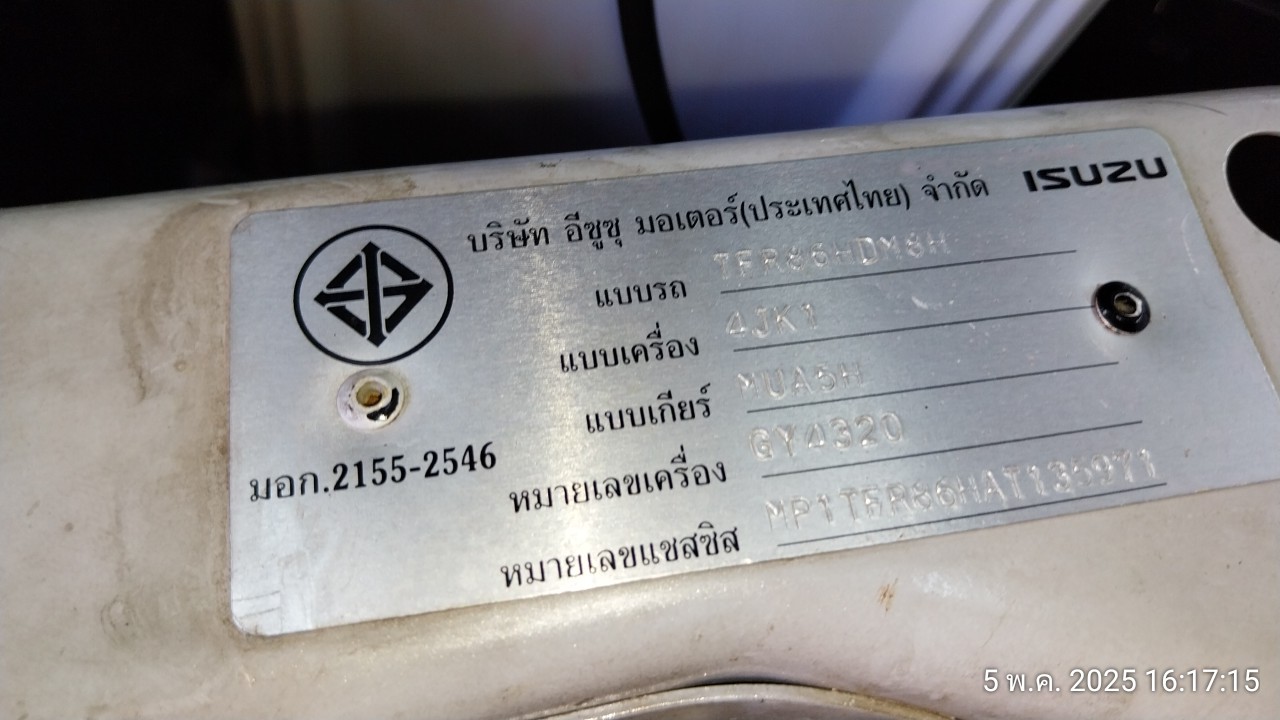 ISUZU
บริษัท อีซูซุ มอเตอร์(ประเทศไทย) จำกัด
แบบรถ TFR86HDM6H
แบบเครื่อง 4JK1
แบบเกียร์ MUA5H
หมายเลขเครื่อง GY4320
หมายเลขแชสซิส MP1TFR86HAT135971
มอก.2155-2546
5 พ.ค. 2025 16:17:15